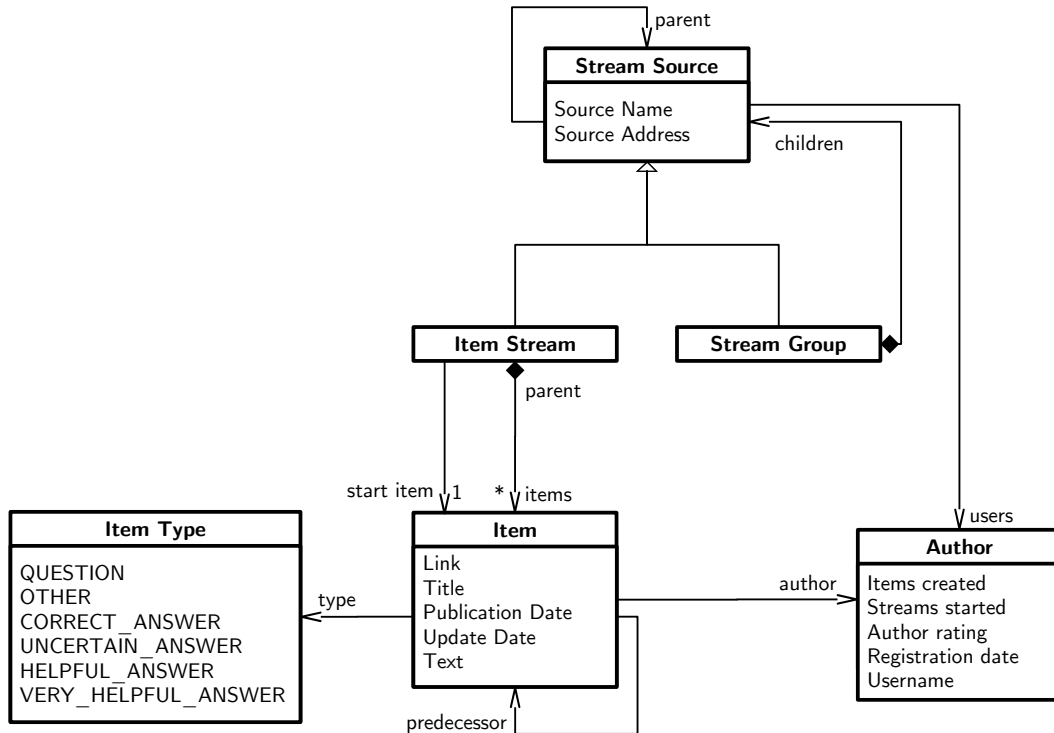 parent
Stream Source
Source Name
Source Address
children
Item Stream
Stream Group
parent
start item 1
* items
users
Item Type
QUESTION
OTHER
CORRECT_ANSWER
UNCERTAIN_ANSWER
HELPFUL_ANSWER
VERY_HELPFUL_ANSWER
type
Item
Link
Title
Publication Date
Update Date
Text
predecessor
author
Author
Items created
Streams started
Author rating
Registration date
Username